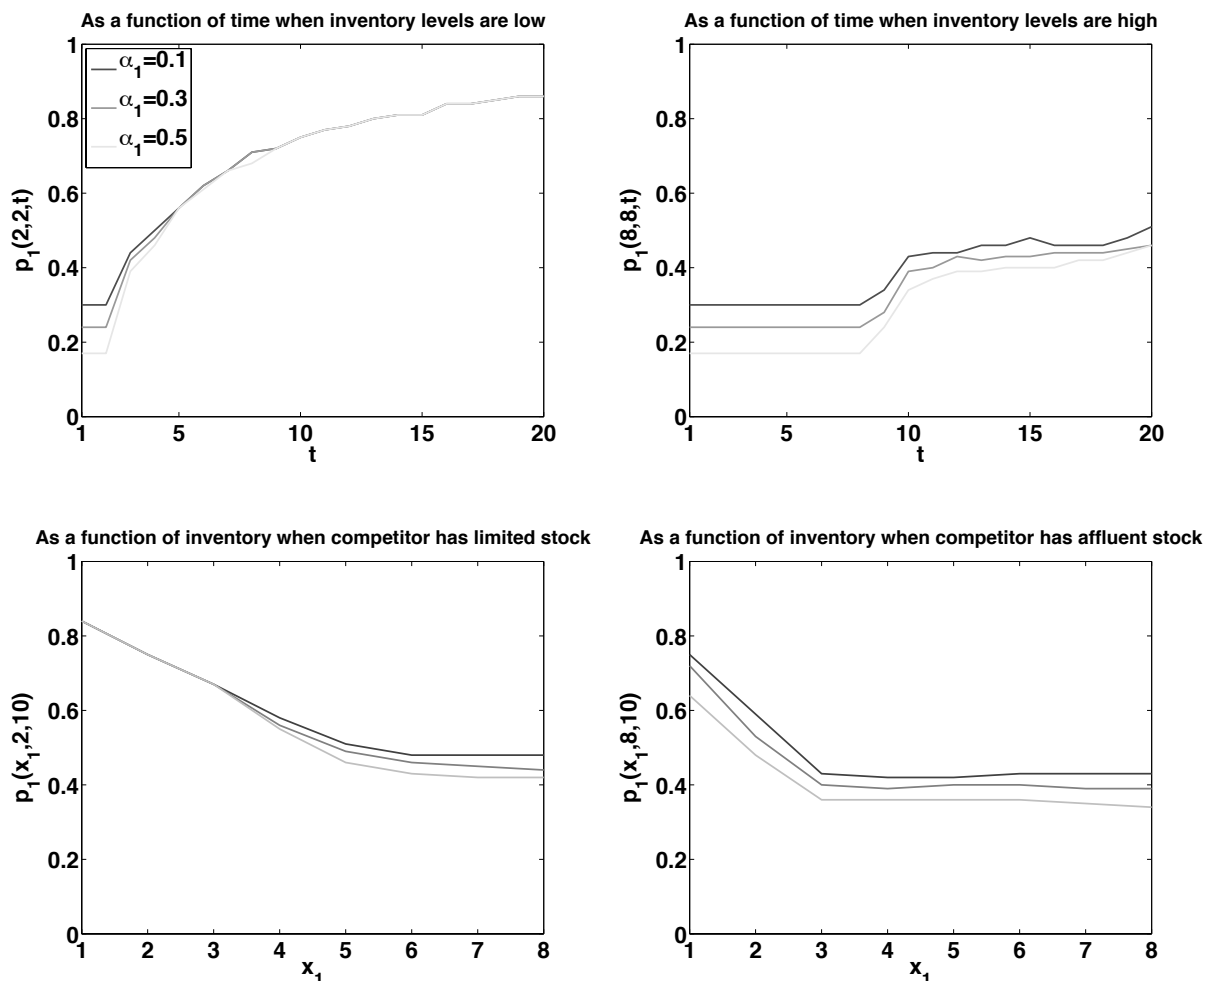 As a function of time when inventory levels are low
1
0.8
0.6
0.4
0.2
0
p₁(2,2,t)
α₁=0.1
α₁=0.3
α₁=0.5
1 5 10 15 20
t
As a function of time when inventory levels are high
1
0.8
0.6
0.4
0.2
0
p₁(8,8,t)
1 5 10 15 20
t
As a function of inventory when competitor has limited stock
1
0.8
0.6
0.4
0.2
0
p₁(x₁,2,10)
1 2 3 4 5 6 7 8
x₁
As a function of inventory when competitor has affluent stock
1
0.8
0.6
0.4
0.2
0
p₁(x₁,8,10)
1 2 3 4 5 6 7 8
x₁